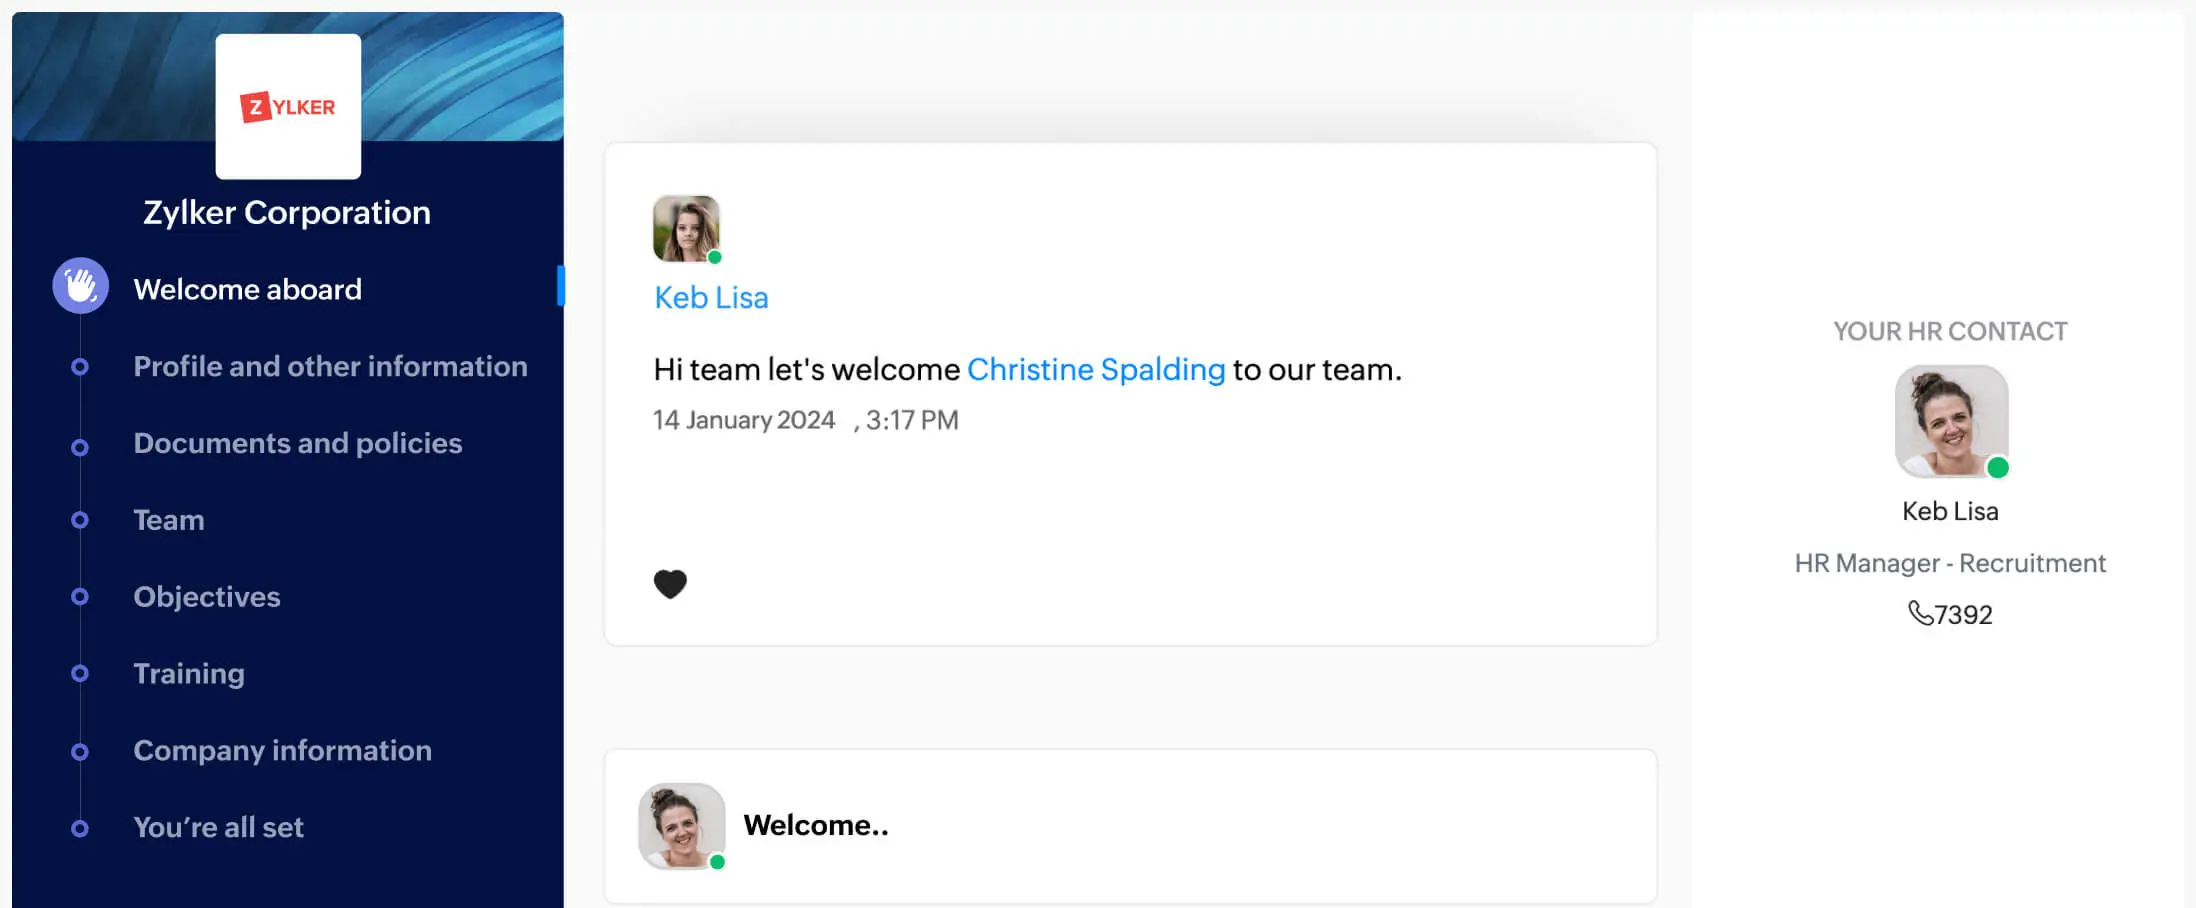 ZYLKER
Zylker Corporation
Welcome aboard
Profile and other information
Documents and policies
Team
Objectives
Training
Company information
You’re all set
Keb Lisa
Hi team let's welcome Christine Spalding to our team.
14 January 2024 , 3:17 PM
Welcome..
YOUR HR CONTACT
Keb Lisa
HR Manager - Recruitment
7392